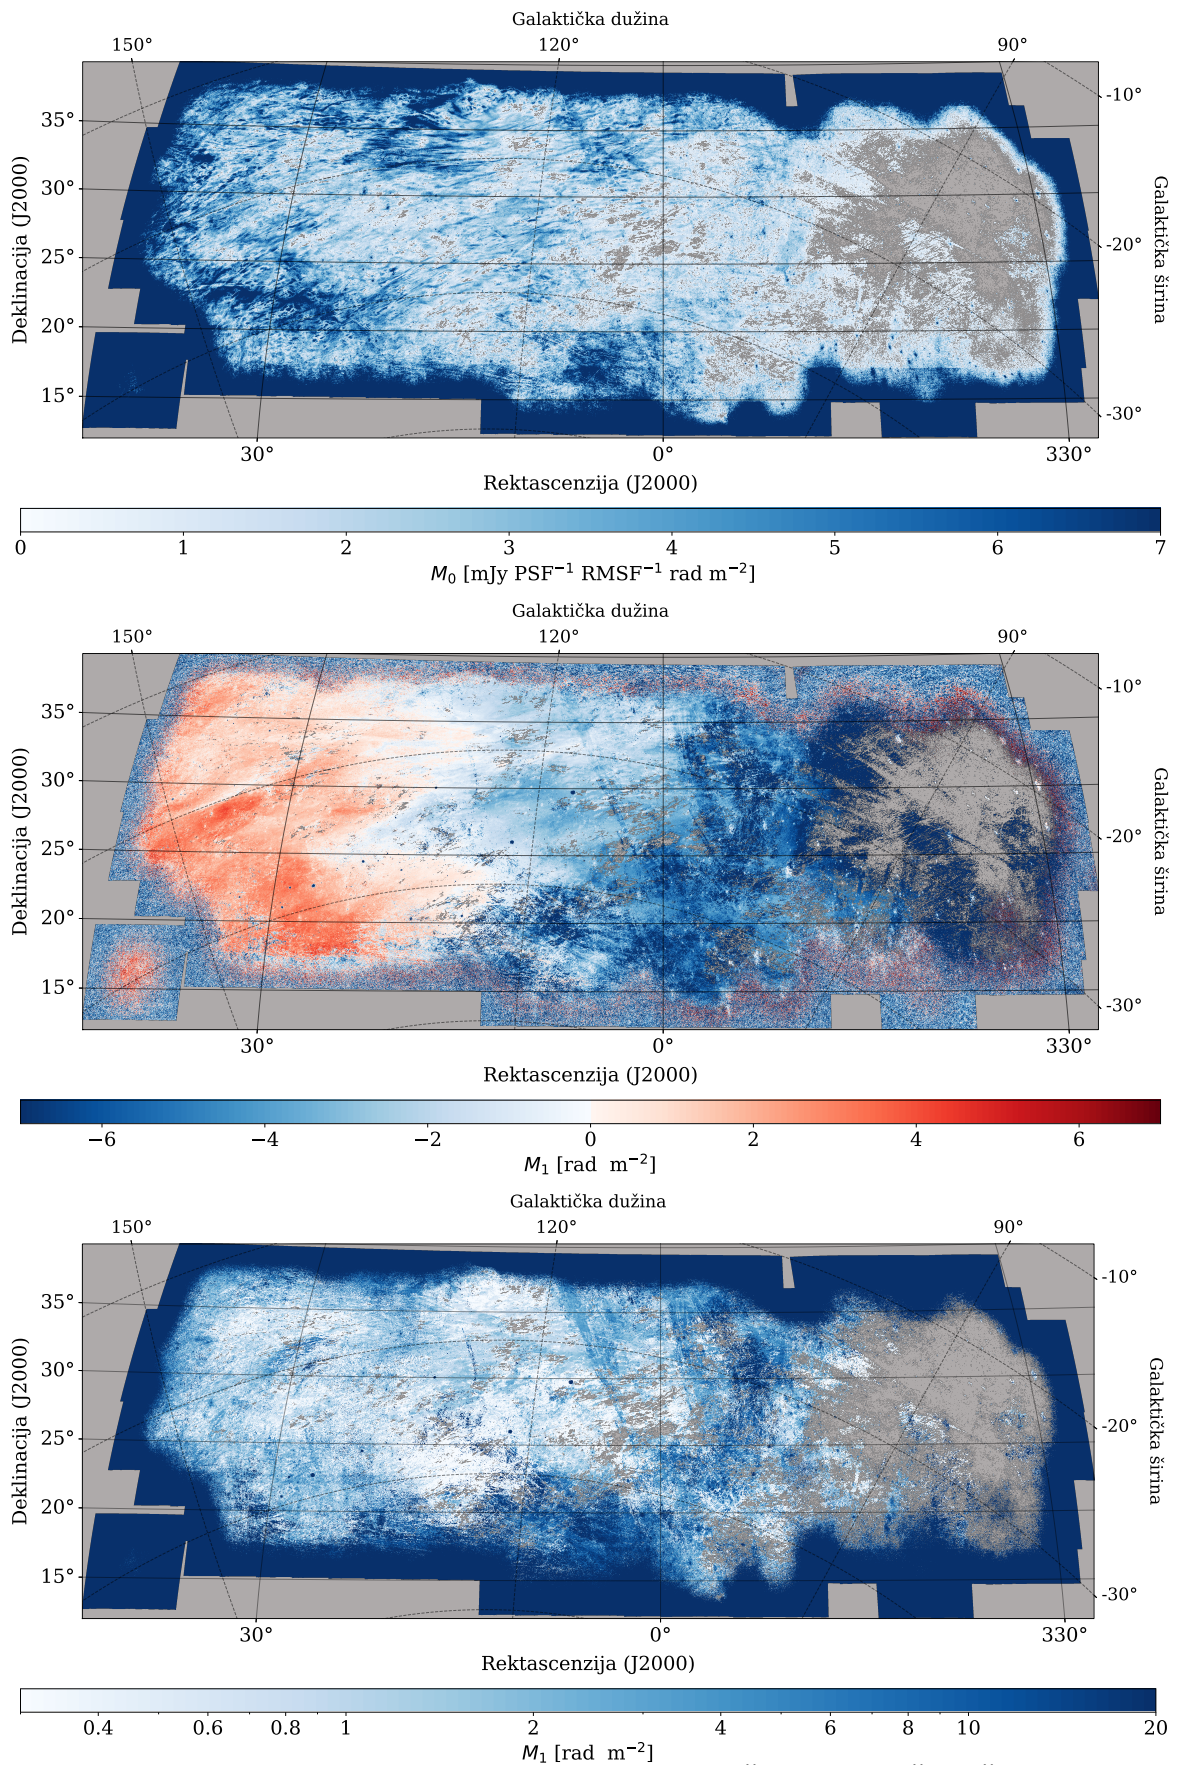 Galaktička dužina
150° 120° 90°
-10°
35°
30°
25°
20°
15°
-20°
-30°
Deklinacija (J2000)
Galaktička širina
30° 0° 330°
Rektascenzija (J2000)
0 1 2 3 4 5 6 7
M₀ [mJy PSF⁻¹ RMSF⁻¹ rad m⁻²]
Galaktička dužina
150° 120° 90°
-10°
35°
30°
25°
20°
15°
-20°
-30°
Deklinacija (J2000)
Galaktička širina
30° 0° 330°
Rektascenzija (J2000)
−6 −4 −2 0 2 4 6
M₁ [rad m⁻²]
Galaktička dužina
150° 120° 90°
-10°
35°
30°
25°
20°
15°
-20°
-30°
Deklinacija (J2000)
Galaktička širina
30° 0° 330°
Rektascenzija (J2000)
0.4 0.6 0.8 1 2 4 6 8 10 20
M₁ [rad m⁻²]